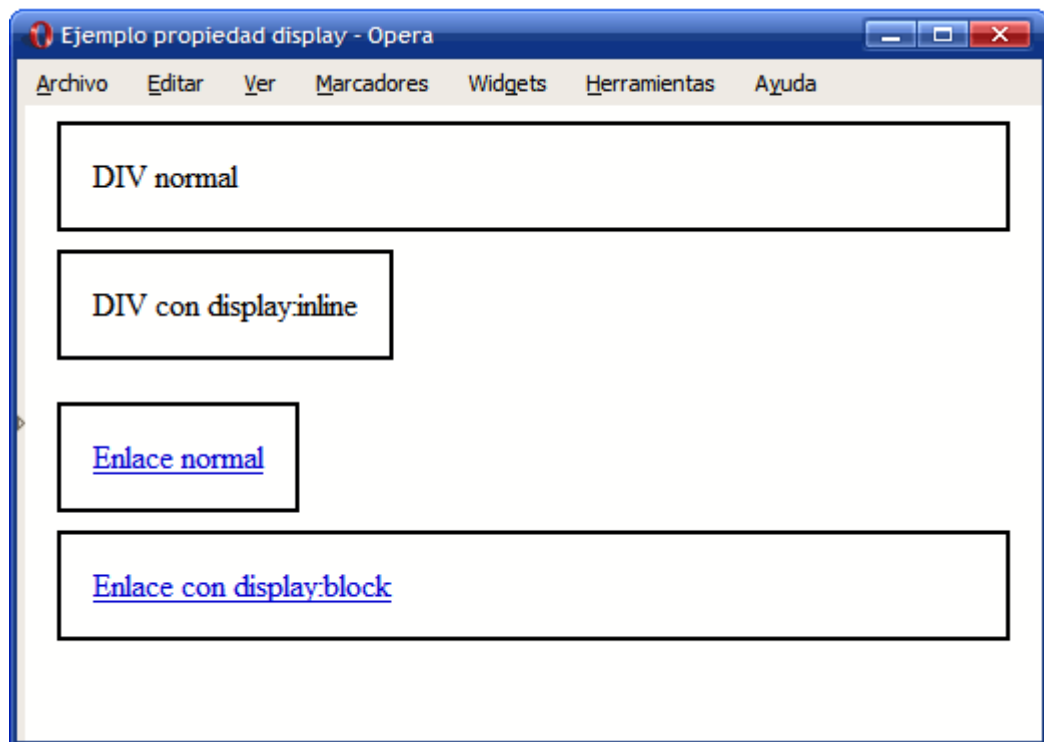 Ejemplo propiedad display - Opera
Archivo Editar Ver Marcadores Widgets Herramientas Ayuda
DIV normal
DIV con display:inline
Enlace normal
Enlace con display:block